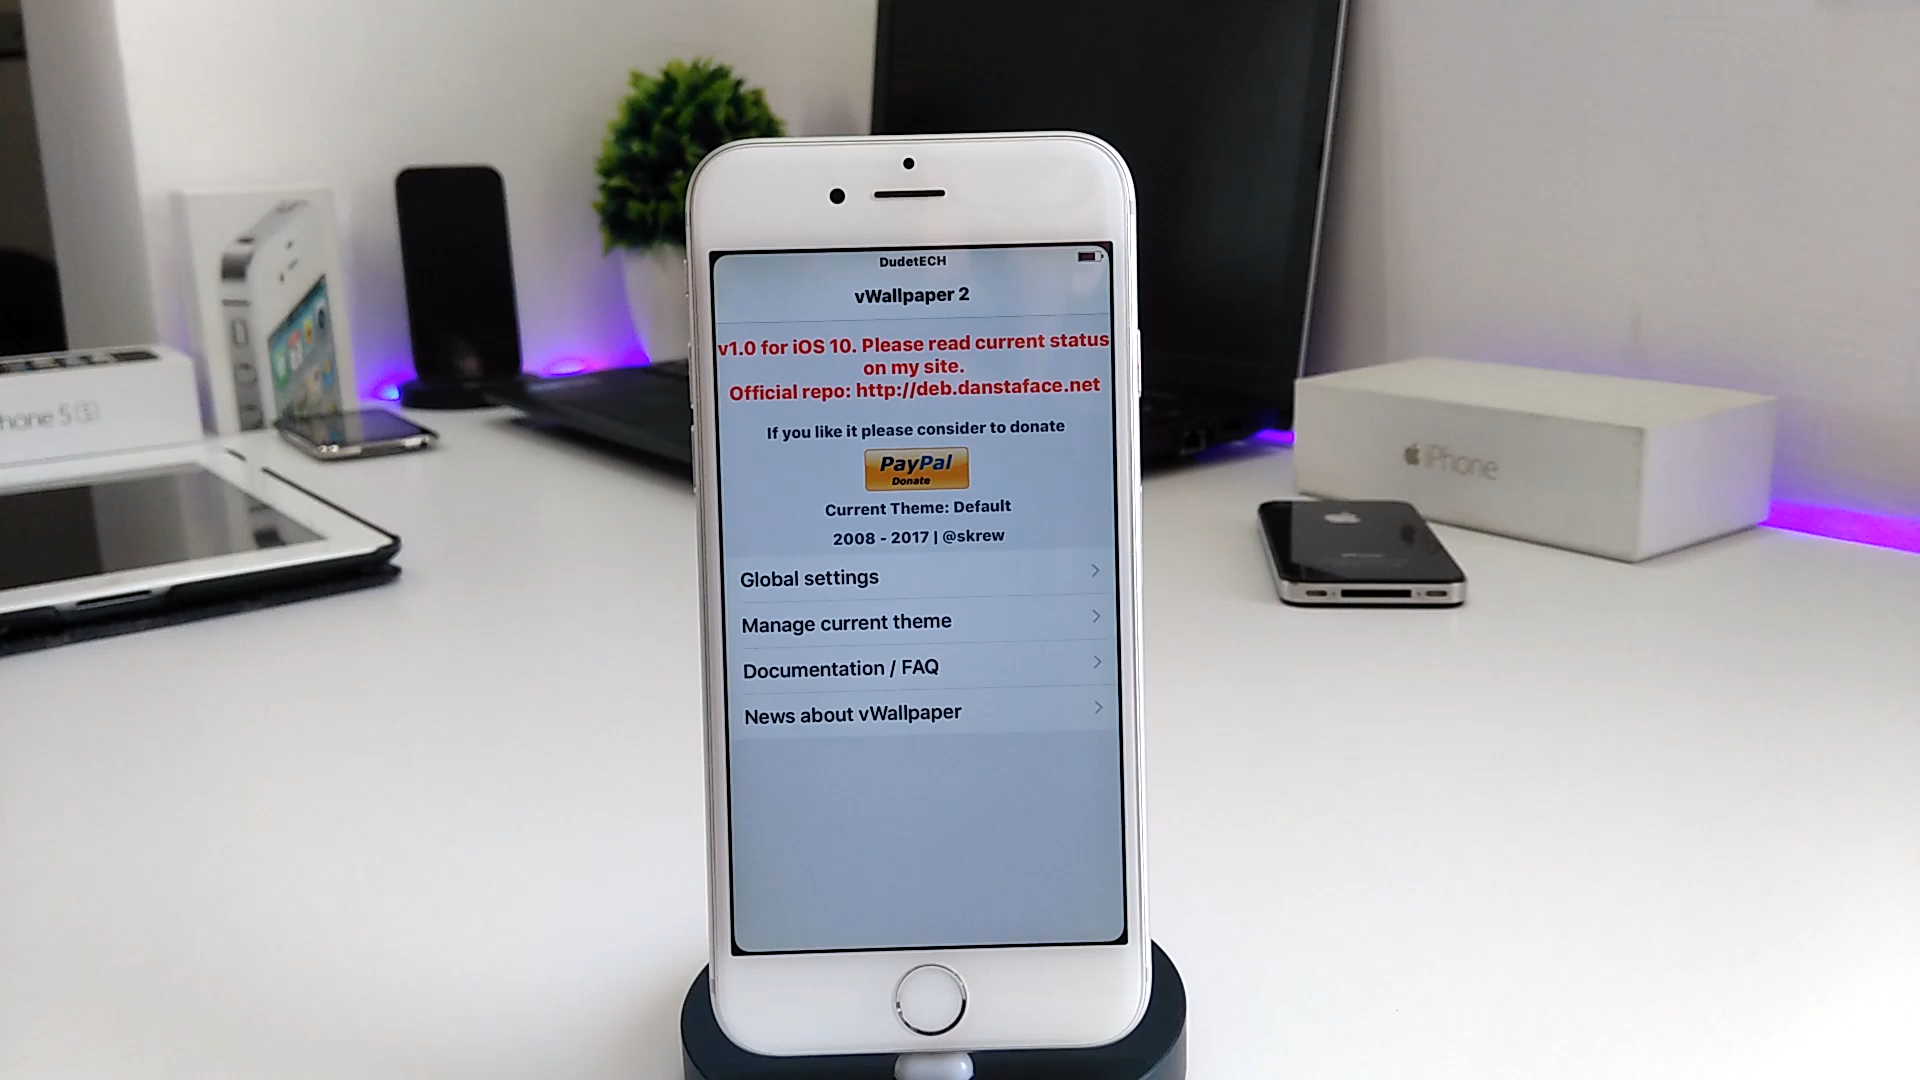 DudetECH
vWallpaper 2
v1.0 for iOS 10. Please read current status
on my site.
Official repo: http://deb.danstaface.net
If you like it please consider to donate
PayPal
Donate
Current Theme: Default
2008 - 2017 | @skrew
Global settings
Manage current theme
Documentation / FAQ
News about vWallpaper
hone 5 S
iPhone